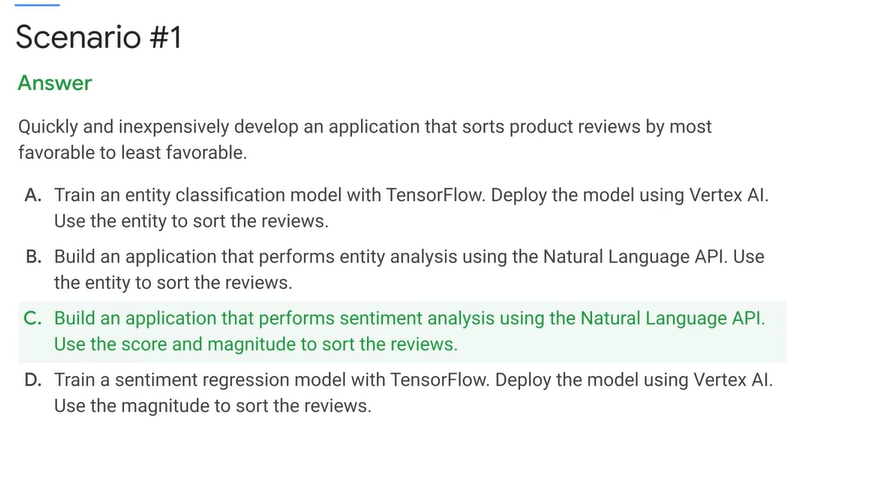 Scenario #1
Answer
Quickly and inexpensively develop an application that sorts product reviews by most
favorable to least favorable.
A. Train an entity classification model with TensorFlow. Deploy the model using Vertex AI.
Use the entity to sort the reviews.
B. Build an application that performs entity analysis using the Natural Language API. Use
the entity to sort the reviews.
C. Build an application that performs sentiment analysis using the Natural Language API.
Use the score and magnitude to sort the reviews.
D. Train a sentiment regression model with TensorFlow. Deploy the model using Vertex AI.
Use the magnitude to sort the reviews.